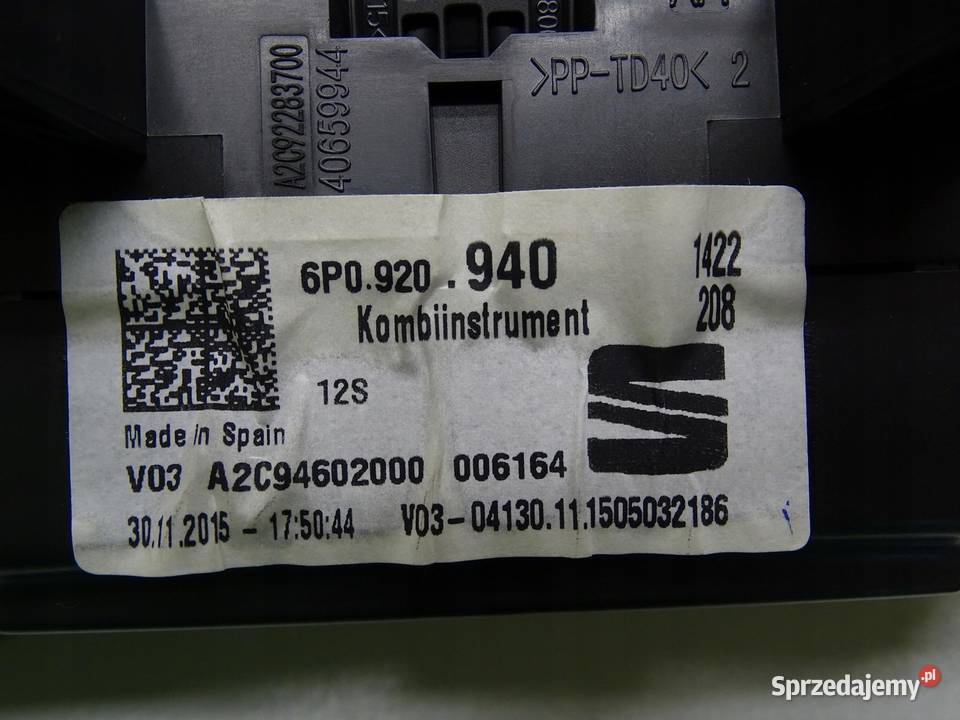 >PP-TD40< 2
A2C92283700
40659944
6P0.920 .940
1422
Kombiinstrument
208
12S
Made in Spain
V03 A2C94602000 006164
30.11.2015 - 17:50:44
V03-04130.11.1505032186
Sprzedajemy.pl